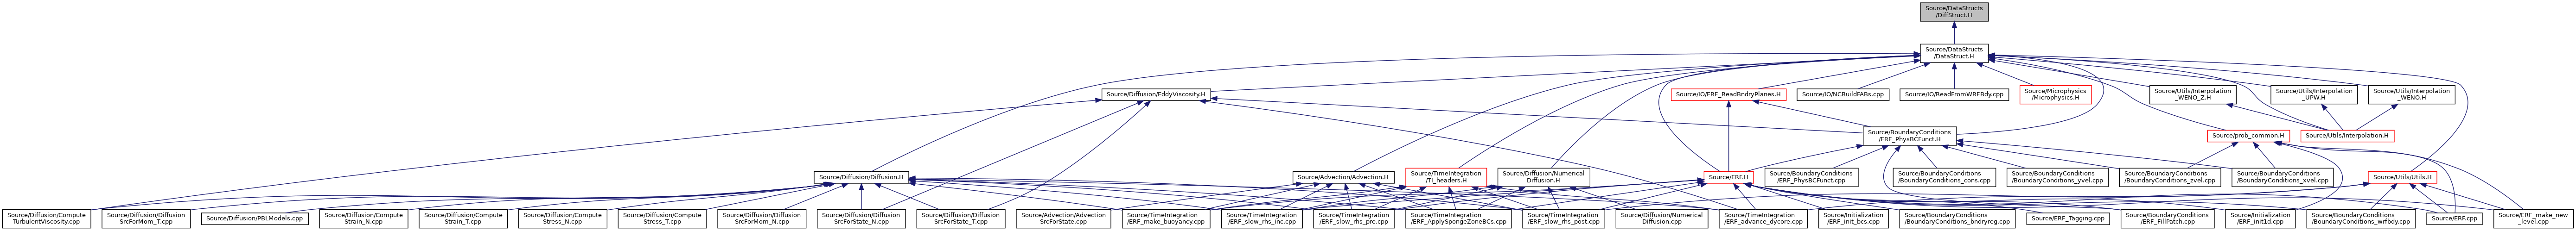 Source/DataStructs
/DiffStruct.H
Source/DataStructs
/DataStruct.H
Source/Diffusion/EddyViscosity.H
Source/IO/ERF_ReadBndryPlanes.H
Source/IO/NCBuildFABs.cpp
Source/IO/ReadFromWRFBdy.cpp
Source/Microphysics
/Microphysics.H
Source/Utils/Interpolation
_WENO_Z.H
Source/Utils/Interpolation
_UPW.H
Source/Utils/Interpolation
_WENO.H
Source/BoundaryConditions
/ERF_PhysBCFunct.H
Source/prob_common.H
Source/Utils/Interpolation.H
Source/Diffusion/Diffusion.H
Source/Advection/Advection.H
Source/TimeIntegration
/TI_headers.H
Source/Diffusion/Numerical
Diffusion.H
Source/ERF.H
Source/BoundaryConditions
/ERF_PhysBCFunct.cpp
Source/BoundaryConditions
/BoundaryConditions_cons.cpp
Source/BoundaryConditions
/BoundaryConditions_yvel.cpp
Source/BoundaryConditions
/BoundaryConditions_zvel.cpp
Source/BoundaryConditions
/BoundaryConditions_xvel.cpp
Source/Utils/Utils.H
Source/Diffusion/Compute
TurbulentViscosity.cpp
Source/Diffusion/Diffusion
SrcForMom_T.cpp
Source/Diffusion/PBLModels.cpp
Source/Diffusion/Compute
Strain_N.cpp
Source/Diffusion/Compute
Strain_T.cpp
Source/Diffusion/Compute
Stress_N.cpp
Source/Diffusion/Compute
Stress_T.cpp
Source/Diffusion/Diffusion
SrcForMom_N.cpp
Source/Diffusion/Diffusion
SrcForState_N.cpp
Source/Diffusion/Diffusion
SrcForState_T.cpp
Source/Advection/Advection
SrcForState.cpp
Source/TimeIntegration
/ERF_make_buoyancy.cpp
Source/TimeIntegration
/ERF_slow_rhs_inc.cpp
Source/TimeIntegration
/ERF_slow_rhs_pre.cpp
Source/TimeIntegration
/ERF_ApplySpongeZoneBCs.cpp
Source/TimeIntegration
/ERF_slow_rhs_post.cpp
Source/Diffusion/Numerical
Diffusion.cpp
Source/TimeIntegration
/ERF_advance_dycore.cpp
Source/Initialization
/ERF_init_bcs.cpp
Source/BoundaryConditions
/BoundaryConditions_bndryreg.cpp
Source/ERF_Tagging.cpp
Source/BoundaryConditions
/ERF_FillPatch.cpp
Source/Initialization
/ERF_init1d.cpp
Source/BoundaryConditions
/BoundaryConditions_wrfbdy.cpp
Source/ERF.cpp
Source/ERF_make_new
_level.cpp